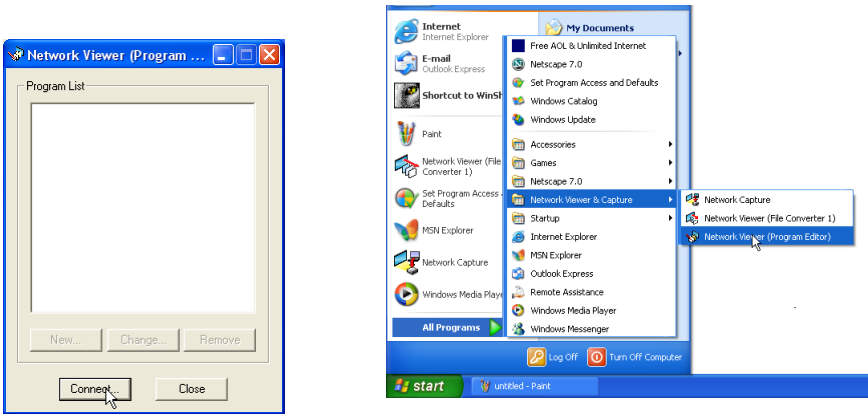 Network Viewer (Program ...
Program List
New...
Change...
Remove
Connect...
Close
Internet
Internet Explorer
E-mail
Outlook Express
Shortcut to WinSh
Paint
Network Viewer (File
Converter 1)
Set Program Access
Defaults
MSN Explorer
Network Capture
Windows Media Playe
All Programs
My Documents
Free AOL & Unlimited Internet
Netscape 7.0
Set Program Access and Defaults
Windows Catalog
Windows Update
Accessories
Games
Netscape 7.0
Network Viewer & Capture
Startup
Internet Explorer
MSN Explorer
Outlook Express
Remote Assistance
Windows Media Player
Windows Messenger
Network Capture
Network Viewer (File Converter 1)
Network Viewer (Program Editor)
Log Off
Turn Off Computer
start
untitled - Paint